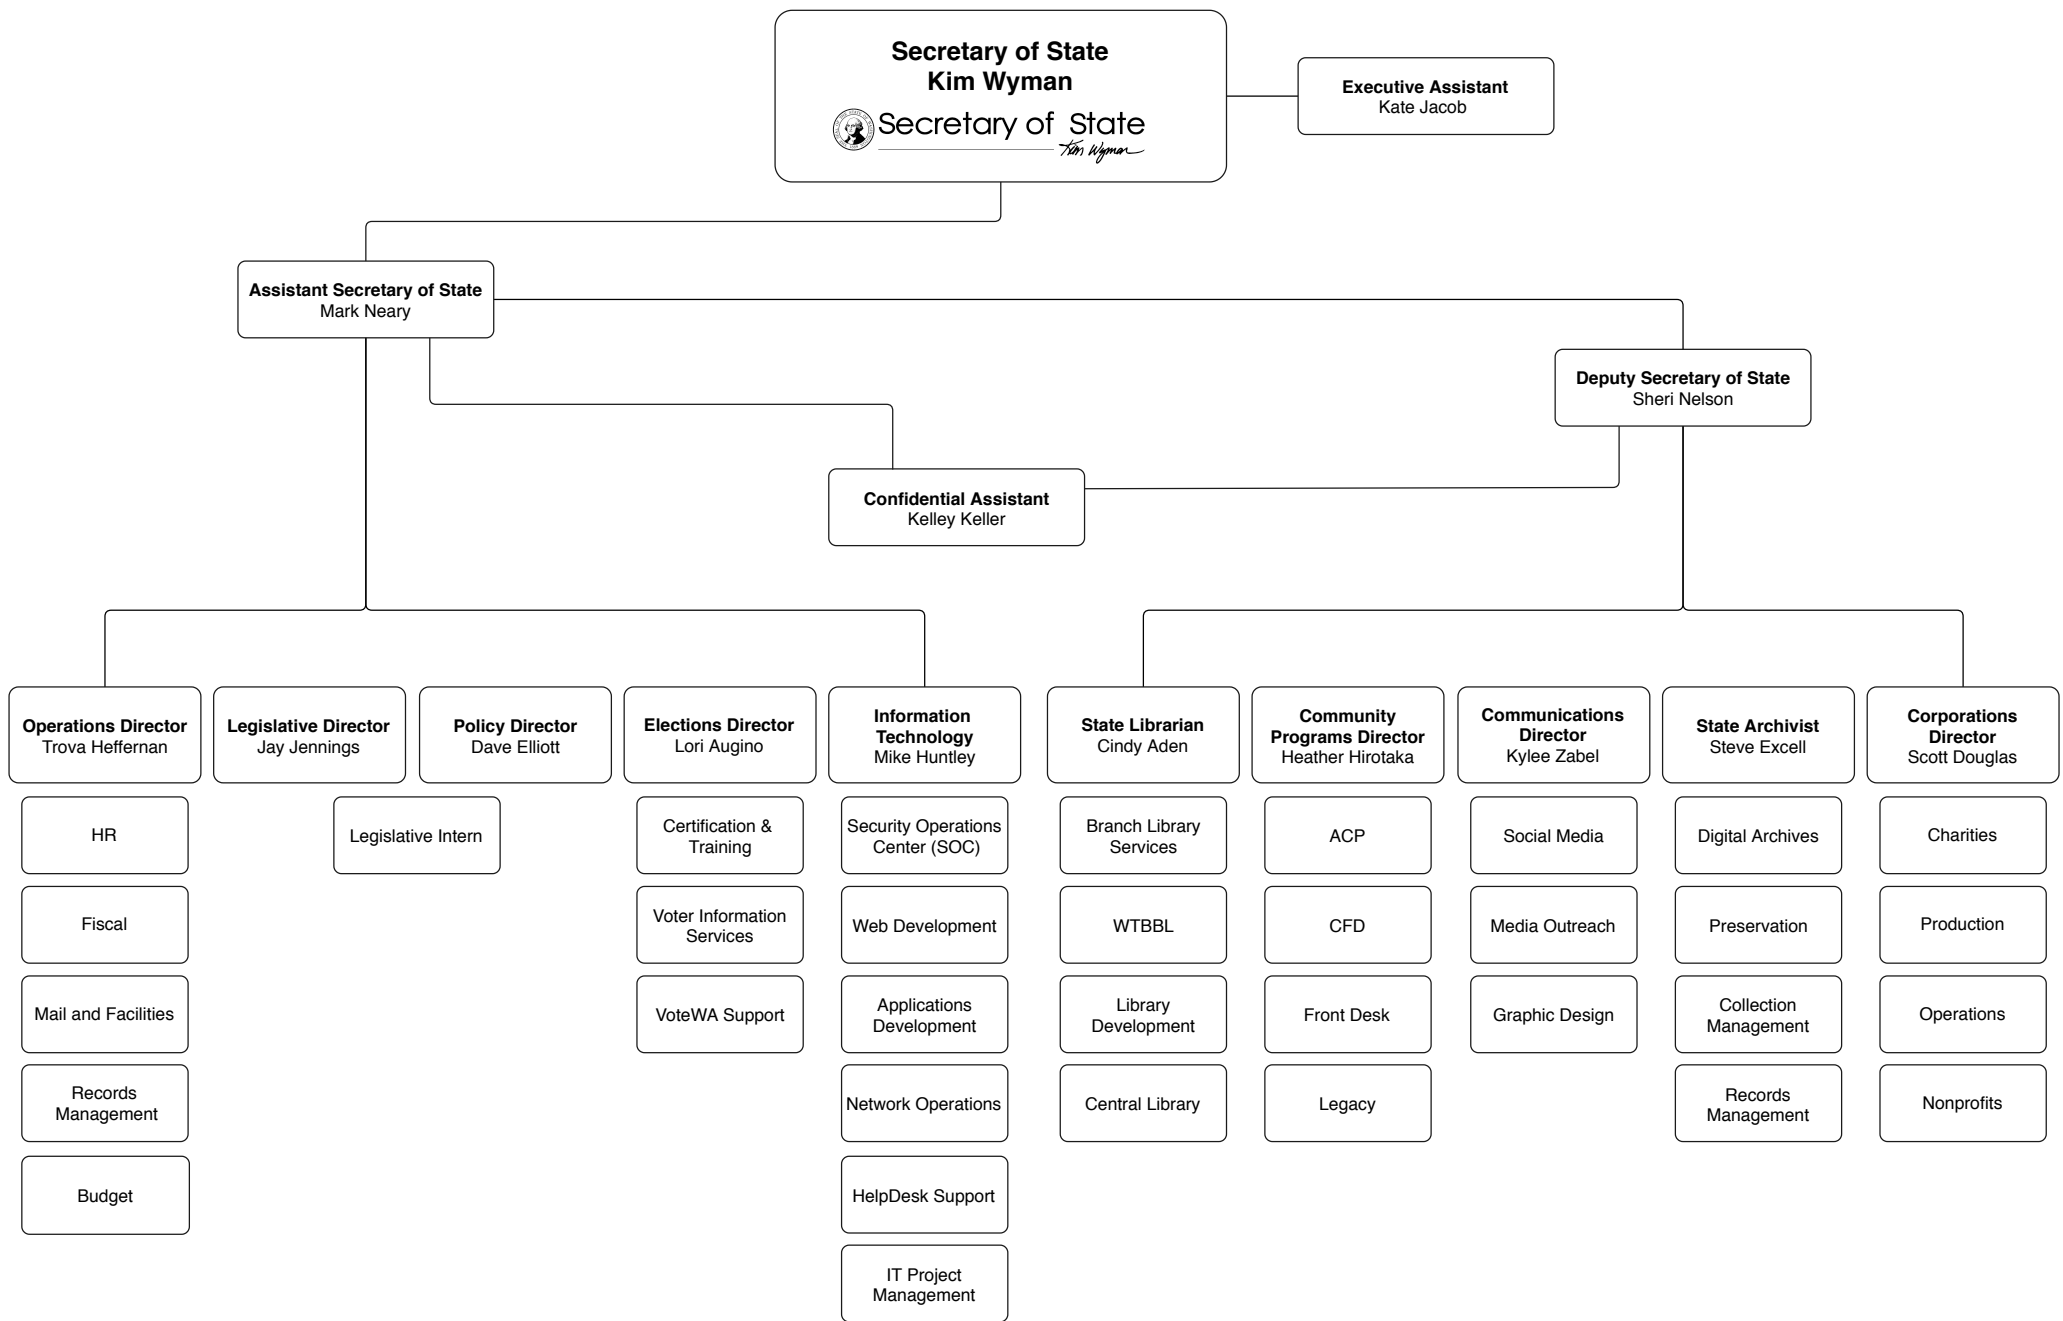 Secretary of State
Kim Wyman
Secretary of State
Kim Wyman
Executive Assistant
Kate Jacob
Assistant Secretary of State
Mark Neary
Deputy Secretary of State
Sheri Nelson
Confidential Assistant
Kelley Keller
Operations Director
Trova Heffernan
Legislative Director
Jay Jennings
Policy Director
Dave Elliott
Elections Director
Lori Augino
Information
Technology
Mike Huntley
State Librarian
Cindy Aden
Community
Programs Director
Heather Hirotaka
Communications
Director
Kylee Zabel
State Archivist
Steve Excell
Corporations
Director
Scott Douglas
HR
Fiscal
Mail and Facilities
Records
Management
Budget
Legislative Intern
Certification &
Training
Voter Information
Services
VoteWA Support
Security Operations
Center (SOC)
Web Development
Applications
Development
Network Operations
HelpDesk Support
IT Project
Management
Branch Library
Services
WTBBL
Library
Development
Central Library
ACP
CFD
Front Desk
Legacy
Social Media
Media Outreach
Graphic Design
Digital Archives
Preservation
Collection
Management
Records
Management
Charities
Production
Operations
Nonprofits